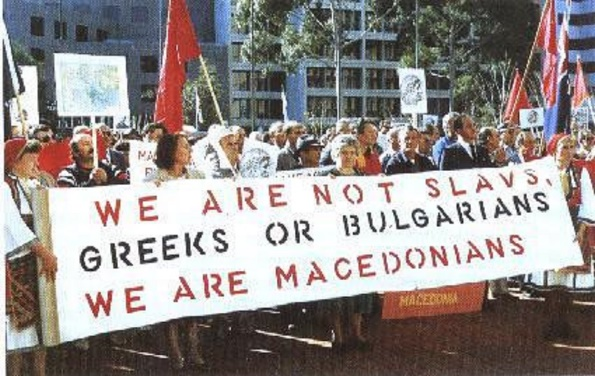 WE ARE NOT SLAVS,
GREEKS OR BULGARIANS
WE ARE MACEDONIANS
MACEDONIA